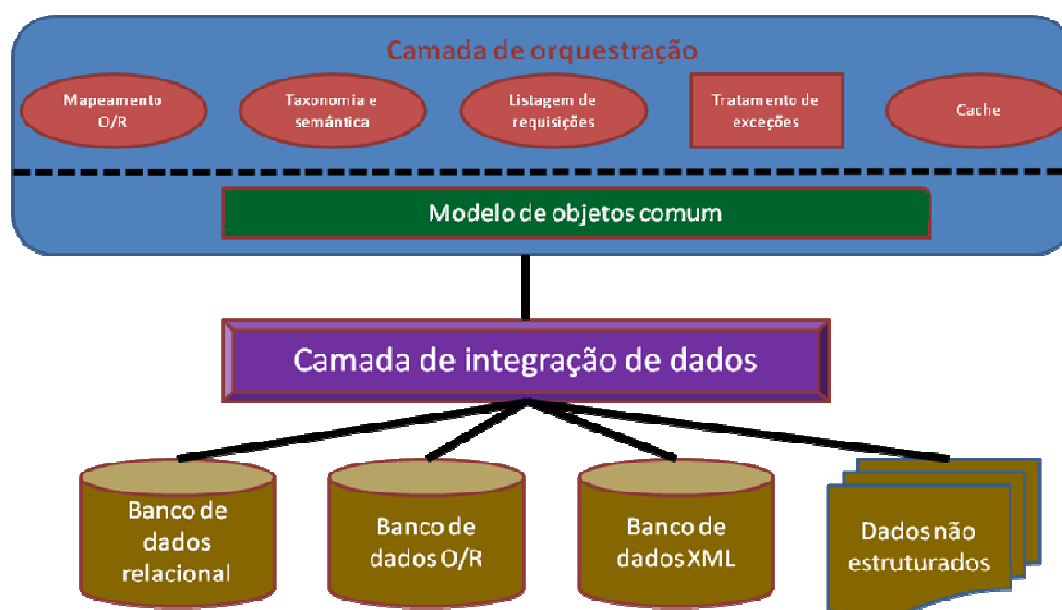 Camada de orquestração
Mapeamento
O/R
Taxonomia e
semântica
Listagem de
requisições
Tratamento de
exceções
Cache
Modelo de objetos comum
Camada de integração de dados
Banco de
dados
relacional
Banco de
dados O/R
Banco de
dados XML
Dados não
estruturados